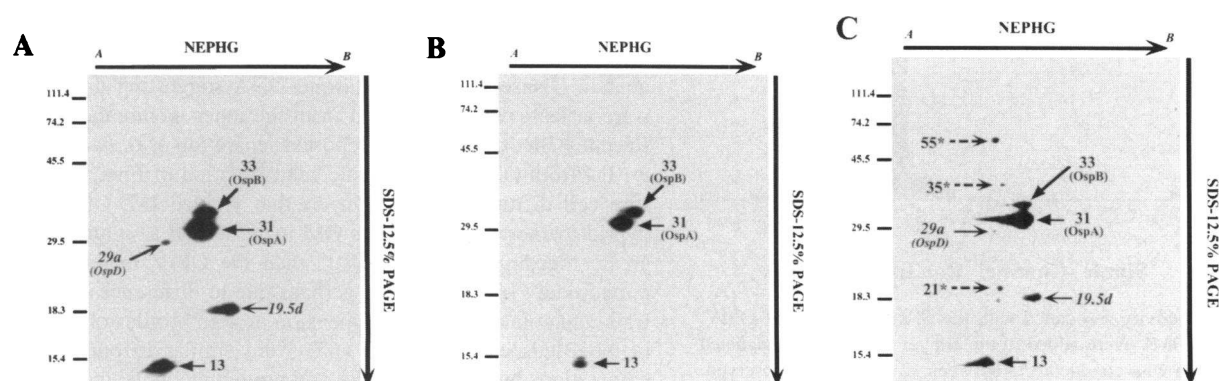 A
A NEPHG B
111.4
74.2
45.5
29.5
18.3
15.4
33
(OspB)
31
(OspA)
29a
(OspD)
19.5d
13
SDS-12.5% PAGE
B
A NEPHG B
111.4
74.2
45.5
29.5
18.3
15.4
33
(OspB)
31
(OspA)
13
SDS-12.5% PAGE
C
A NEPHG B
111.4
74.2
45.5
29.5
18.3
15.4
55*
35*
33
(OspB)
31
(OspA)
29a
(OspD)
21*
19.5d
13
SDS-12.5% PAGE